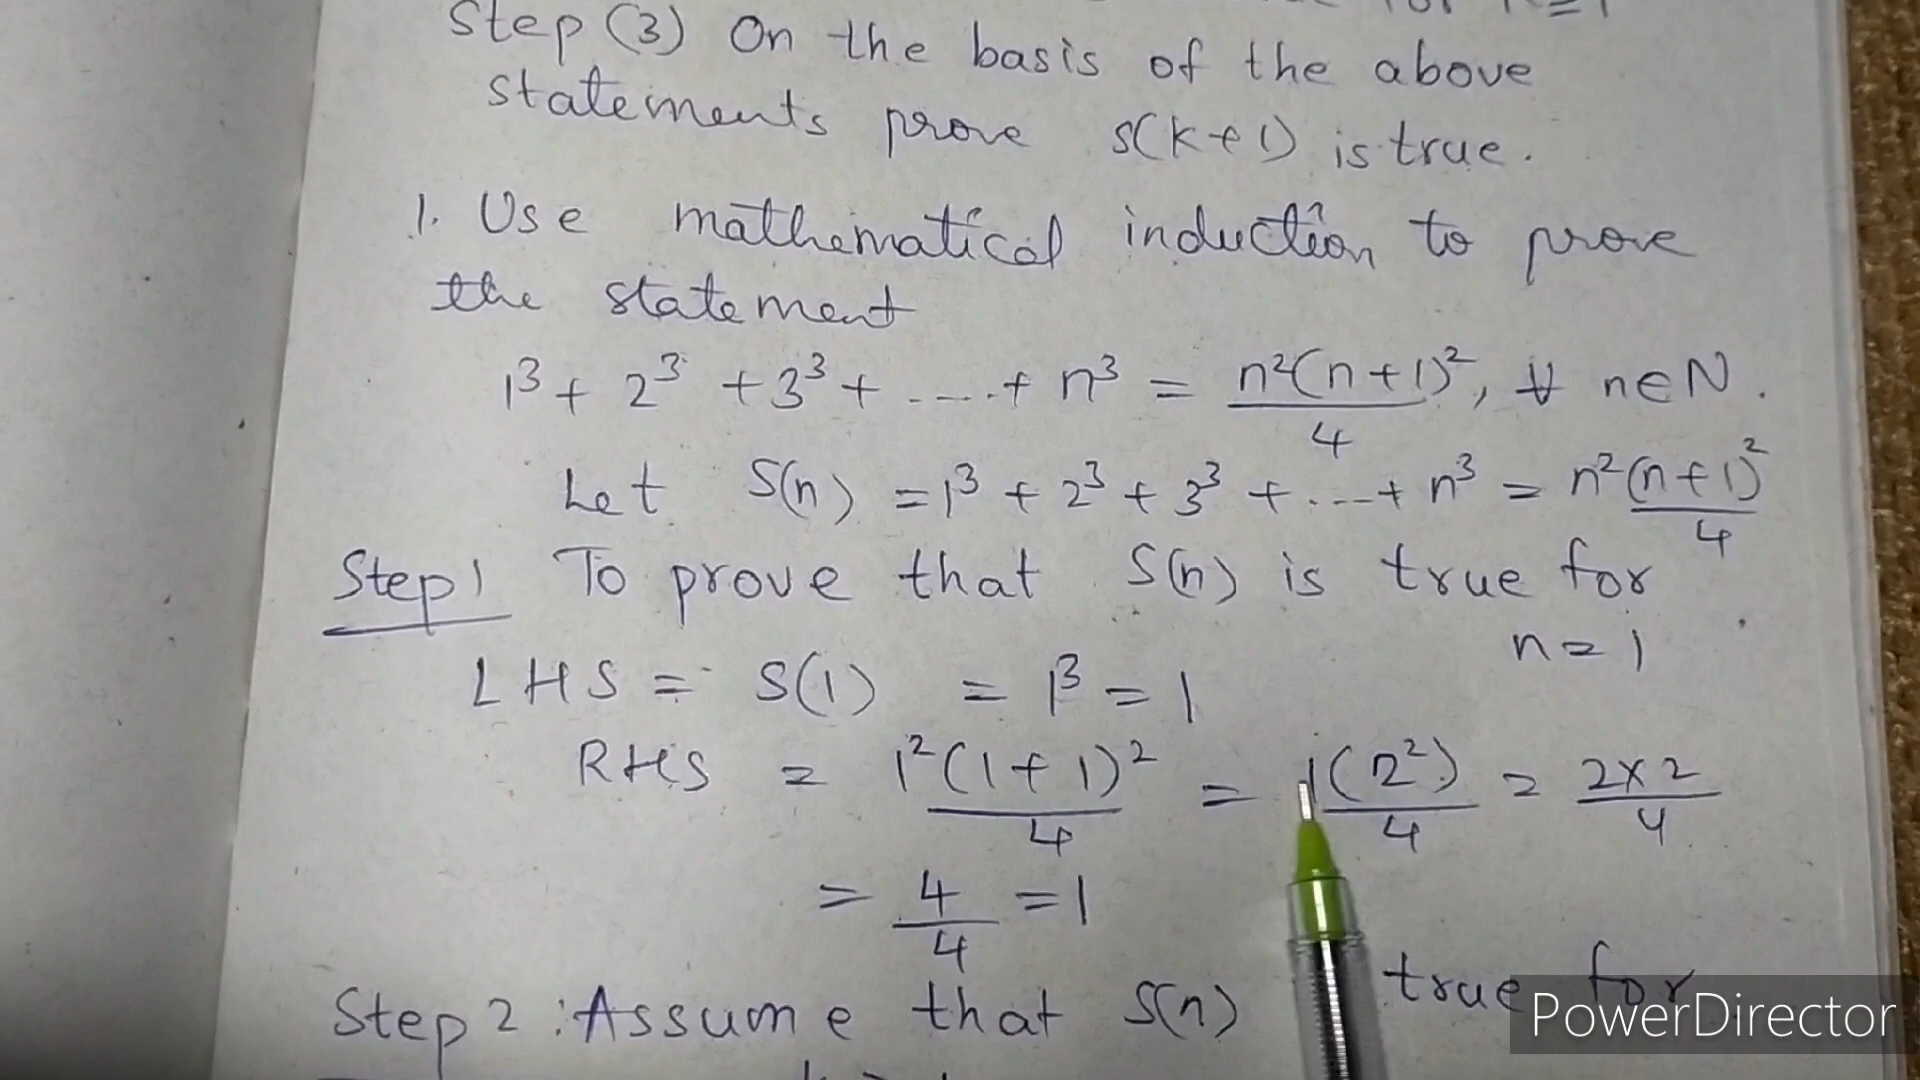 Step (3) On the basis of the above
statements prove S(k+1) is true.
1. Use mathematical induction to prove
the statement
1³ + 2³ + 3³ + ..... + n³ = n²(n+1)²/4, ∀ n∈N.
Let S(n) = 1³ + 2³ + 3³ + ..... + n³ = n²(n+1)²/4
Step 1 To prove that S(n) is true for
n = 1
LHS = S(1) = 1³ = 1
RHS = 1²(1+1)²/4 = 1(2²)/4 = 2×2/4
= 4/4 = 1
Step 2 : Assume that S(n) true for
PowerDirector